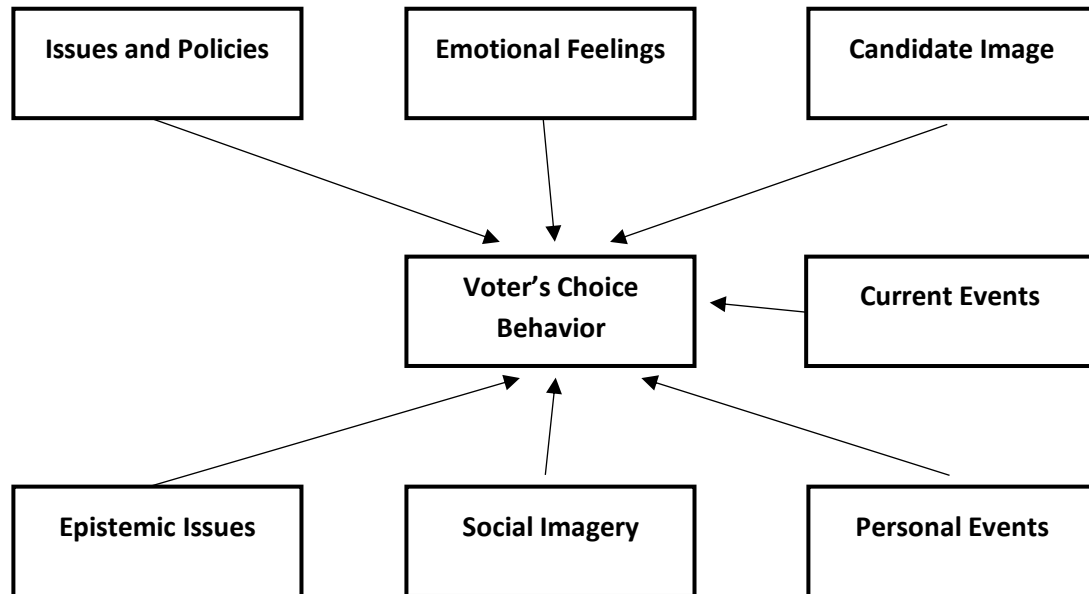 Issues and Policies
Emotional Feelings
Candidate Image
Voter’s Choice
Behavior
Current Events
Epistemic Issues
Social Imagery
Personal Events